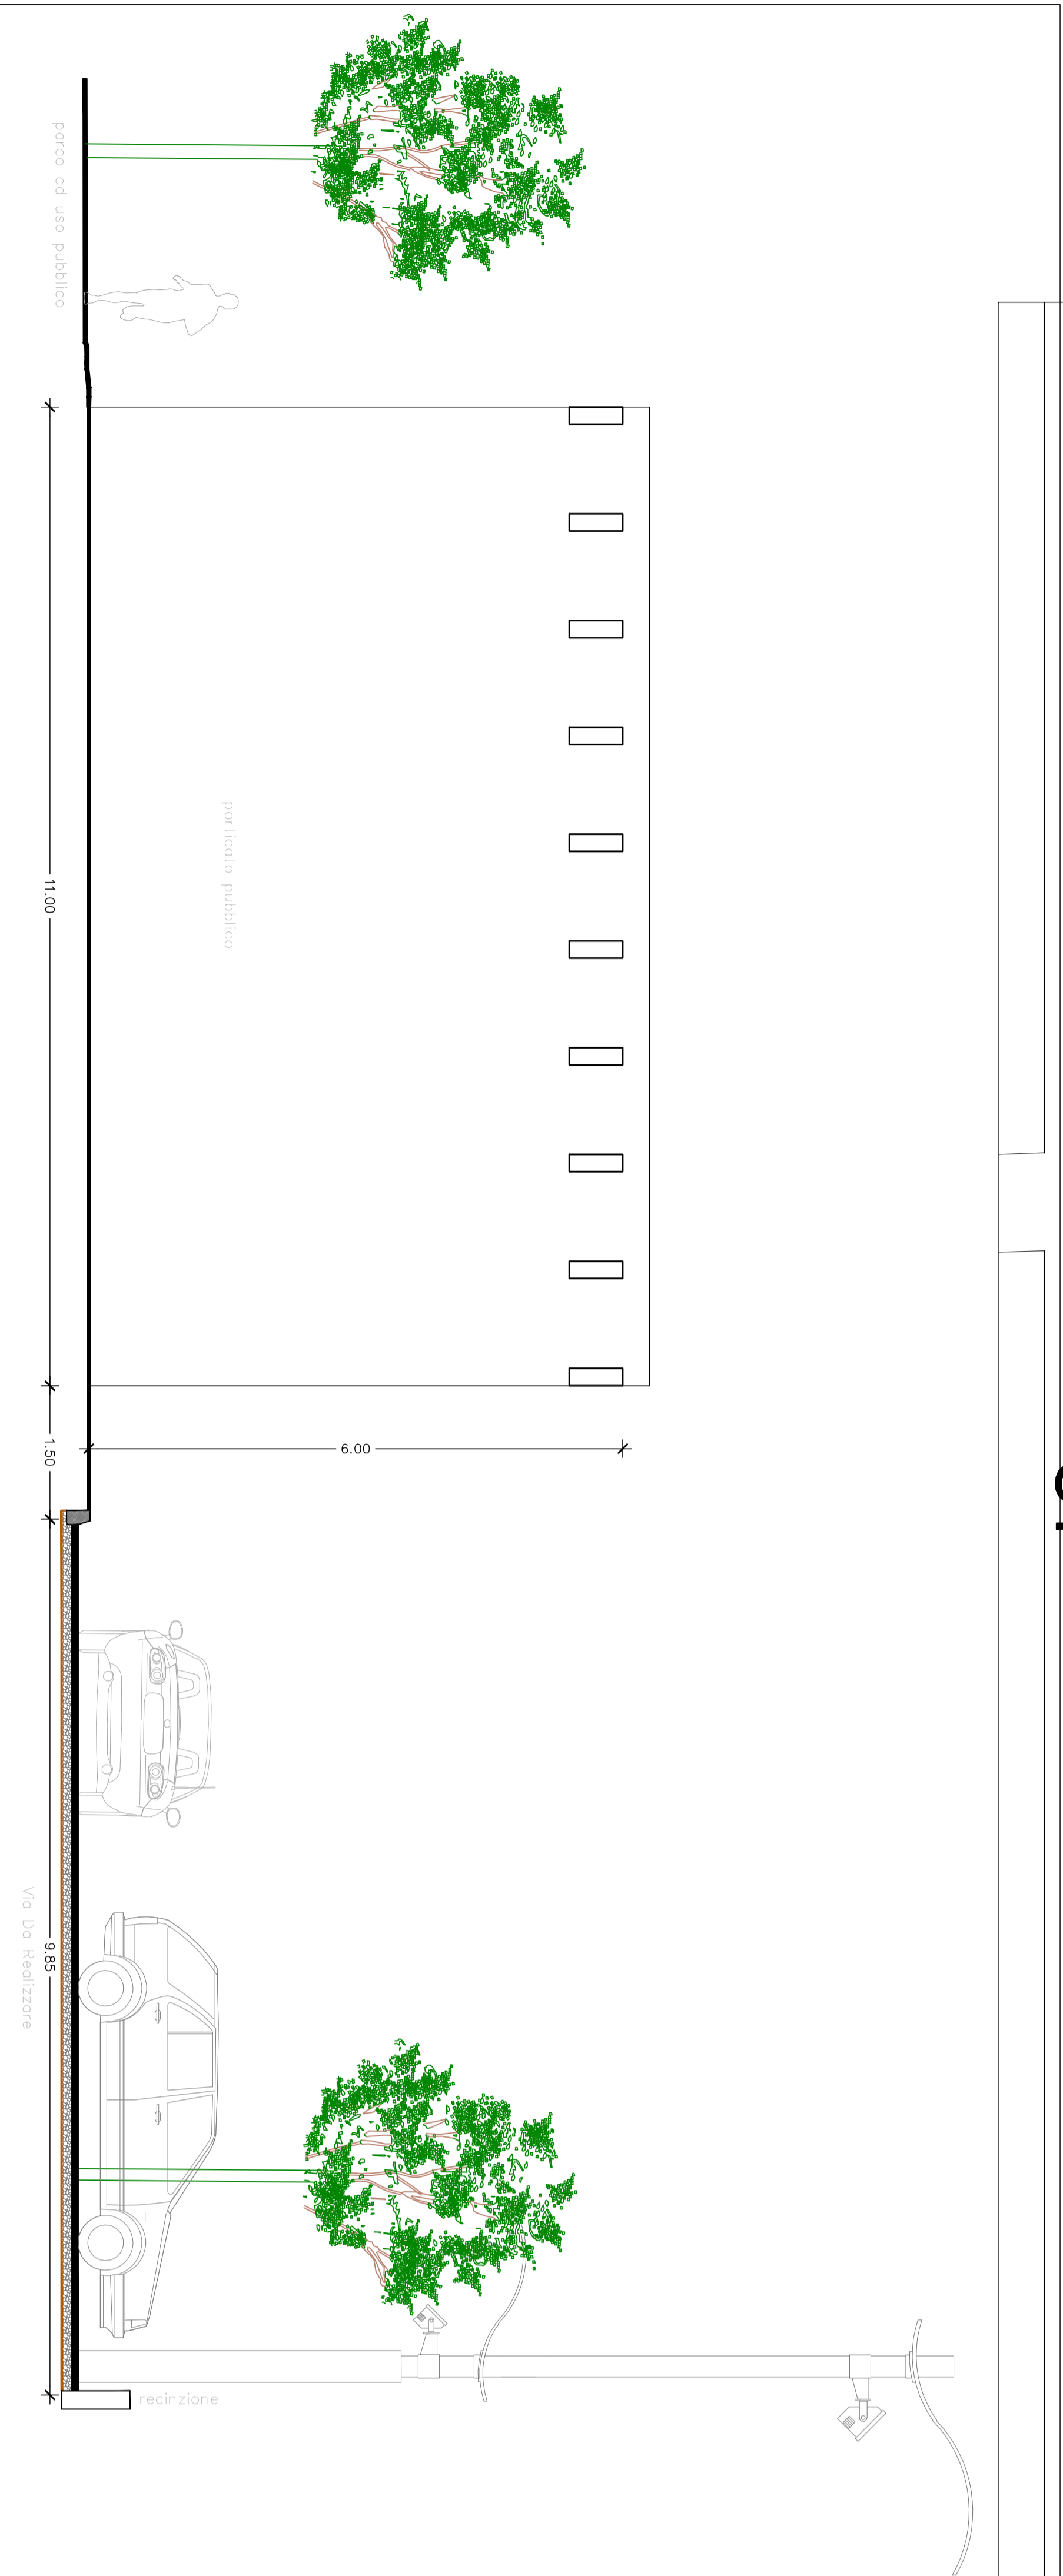 parco ad uso pubblico
porticato pubblico
6.00
11.00
1.50
9.85
recinzione
Via Da Realizzare